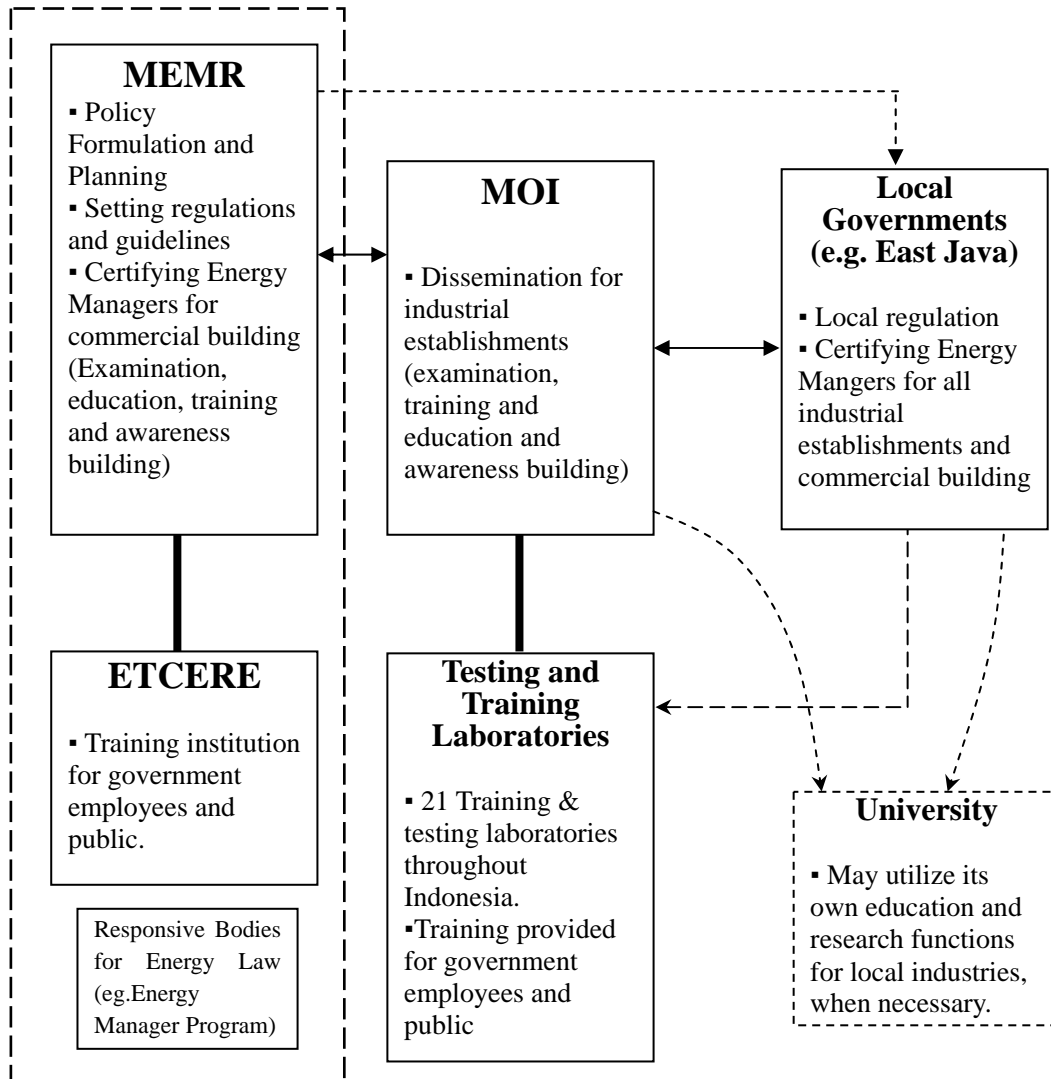 MEMR
▪ Policy
Formulation and
Planning
▪ Setting regulations
and guidelines
▪ Certifying Energy
Managers for
commercial building
(Examination,
education, training
and awareness
building)
MOI
▪ Dissemination for
industrial
establishments
(examination,
training and
education and
awareness building)
Local
Governments
(e.g. East Java)
▪ Local regulation
▪ Certifying Energy
Mangers for all
industrial
establishments and
commercial building
ETCERE
▪ Training institution
for government
employees and
public.
Responsive Bodies
for Energy Law
(eg.Energy
Manager Program)
Testing and
Training
Laboratories
▪ 21 Training &
testing laboratories
throughout
Indonesia.
▪Training provided
for government
employees and
public
University
▪ May utilize its
own education and
research functions
for local industries,
when necessary.